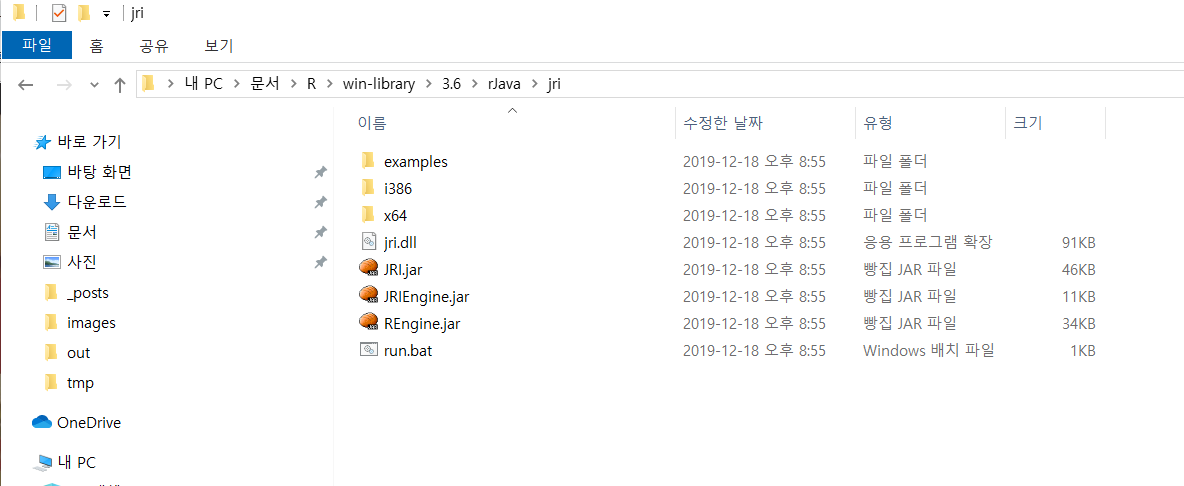 jri
파일 홈 공유 보기
내 PC 문서 R win-library 3.6 rJava jri
이름 수정한 날짜 유형 크기
바로 가기
바탕 화면
다운로드
문서
사진
_posts
images
out
tmp
OneDrive
내 PC
examples 2019-12-18 오후 8:55 파일 폴더
i386 2019-12-18 오후 8:55 파일 폴더
x64 2019-12-18 오후 8:55 파일 폴더
jri.dll 2019-12-18 오후 8:55 응용 프로그램 확장 91KB
JRI.jar 2019-12-18 오후 8:55 빵집 JAR 파일 46KB
JRIEngine.jar 2019-12-18 오후 8:55 빵집 JAR 파일 11KB
REngine.jar 2019-12-18 오후 8:55 빵집 JAR 파일 34KB
run.bat 2019-12-18 오후 8:55 Windows 배치 파일 1KB